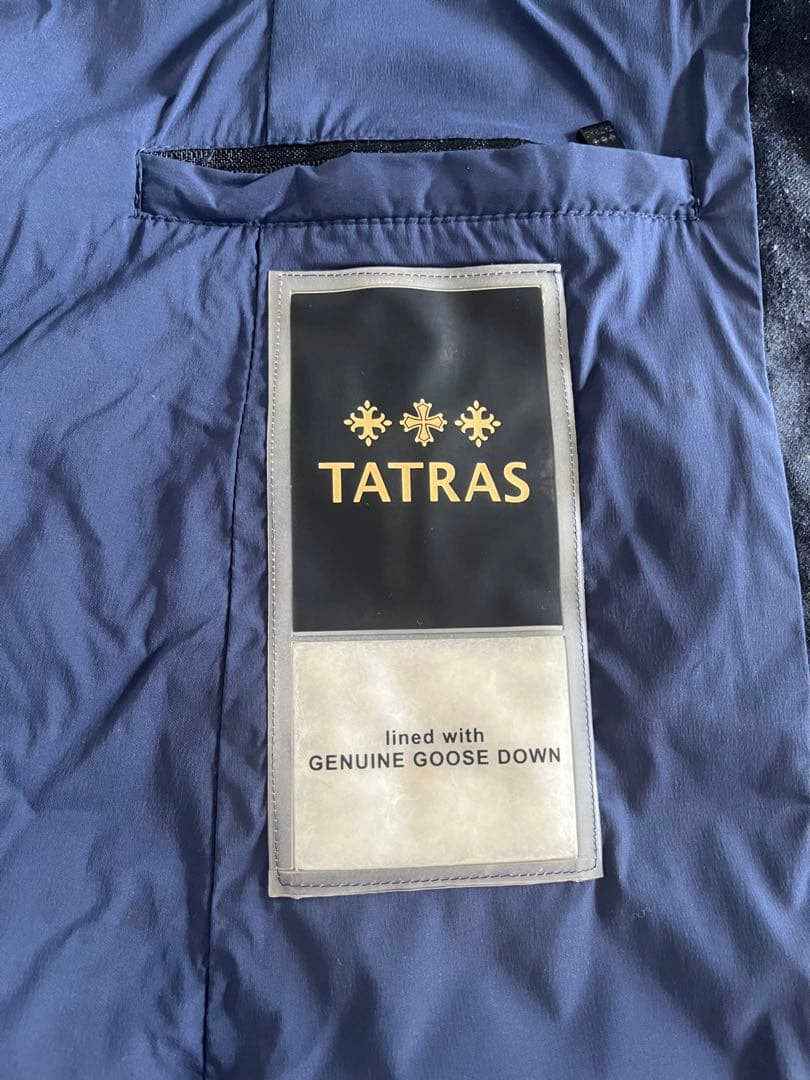 TATRAS
lined with
GENUINE GOOSE DOWN